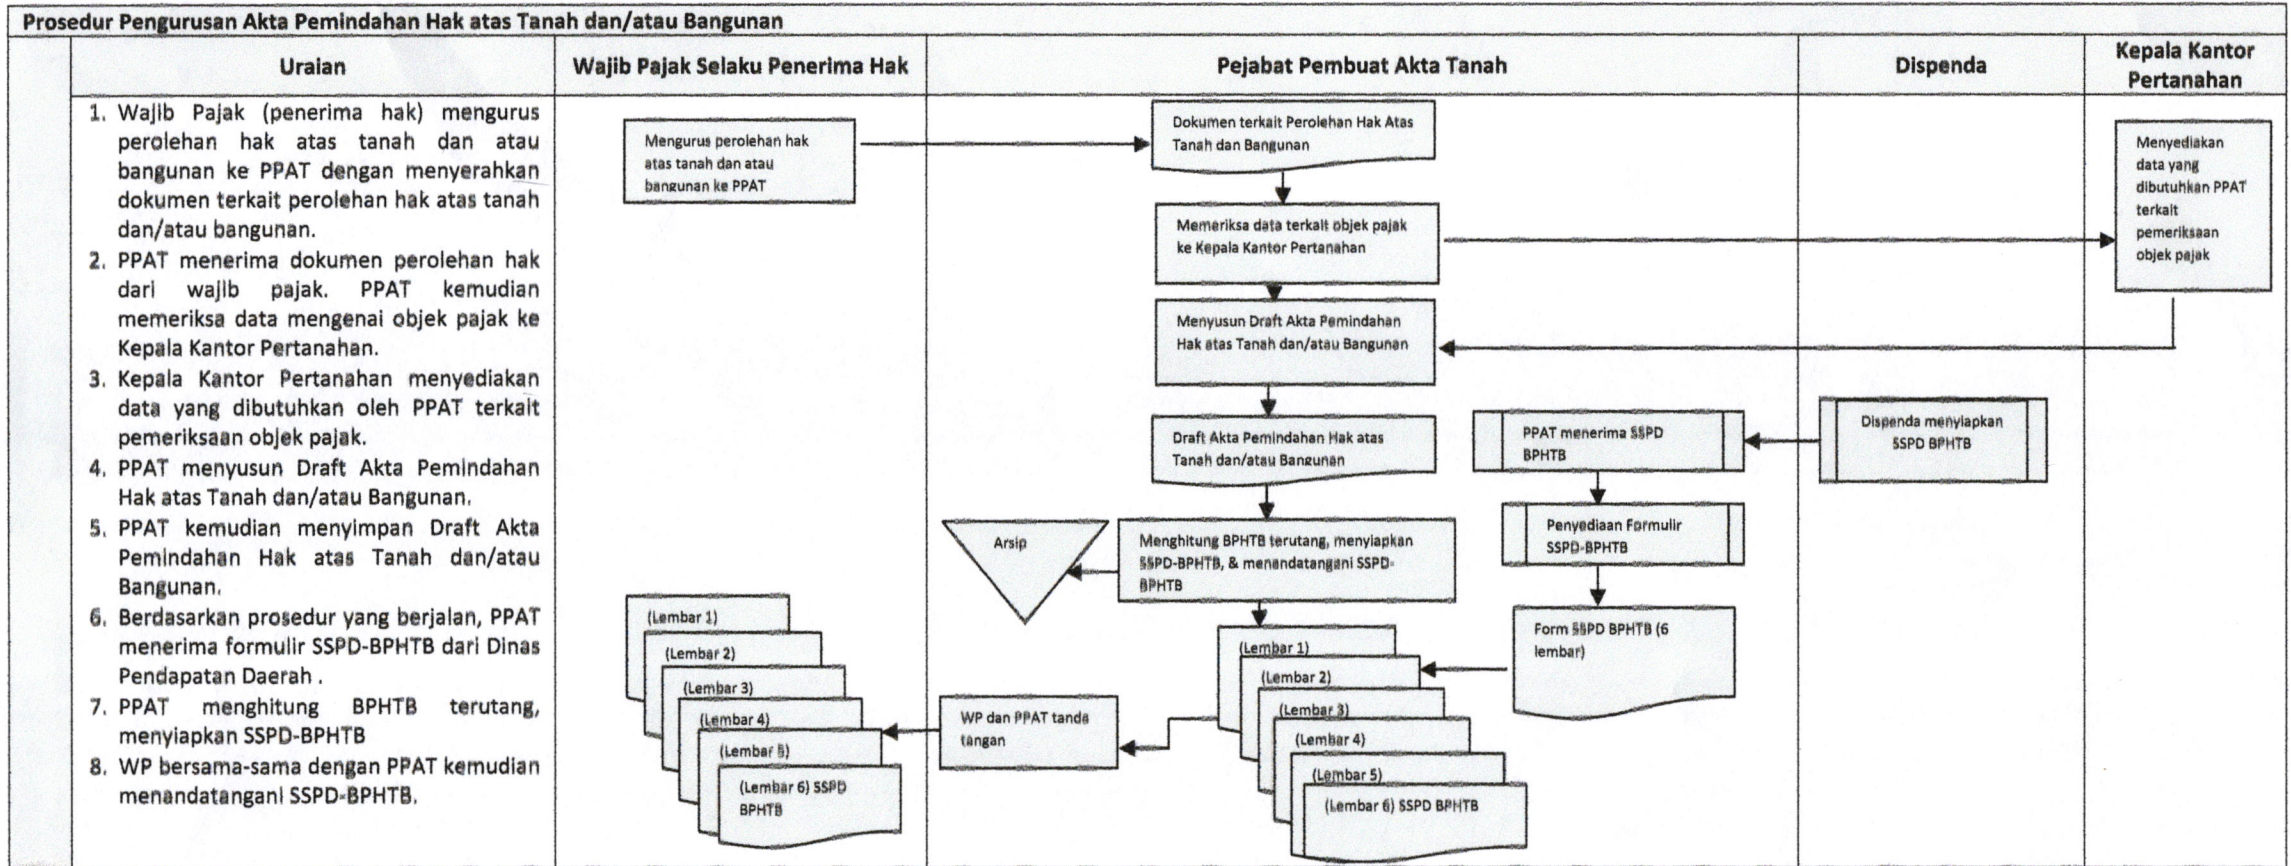 Prosedur Pengurusan Akta Pemindahan Hak atas Tanah dan/atau Bangunan
Uraian
Wajib Pajak Selaku Penerima Hak
Pejabat Pembuat Akta Tanah
Dispenda
Kepala Kantor
Pertanahan
1. Wajib Pajak (penerima hak) mengurus
perolehan hak atas tanah dan atau
bangunan ke PPAT dengan menyerahkan
dokumen terkait perolehan hak atas tanah
dan/atau bangunan.
2. PPAT menerima dokumen perolehan hak
dari wajib pajak. PPAT kemudian
memeriksa data mengenai objek pajak ke
Kepala Kantor Pertanahan.
3. Kepala Kantor Pertanahan menyediakan
data yang dibutuhkan oleh PPAT terkait
pemeriksaan objek pajak.
4. PPAT menyusun Draft Akta Pemindahan
Hak atas Tanah dan/atau Bangunan.
5. PPAT kemudian menyimpan Draft Akta
Pemindahan Hak atas Tanah dan/atau
Bangunan.
6. Berdasarkan prosedur yang berjalan, PPAT
menerima formulir SSPD-BPHTB dari Dinas
Pendapatan Daerah .
7. PPAT menghitung BPHTB terutang,
menyiapkan SSPD-BPHTB
8. WP bersama-sama dengan PPAT kemudian
menandatangani SSPD-BPHTB.
Mengurus perolehan hak
atas tanah dan atau
bangunan ke PPAT
Dokumen terkait Perolehan Hak Atas
Tanah dan Bangunan
Memeriksa data terkait objek pajak
ke Kepala Kantor Pertanahan
Menyediakan
data yang
dibutuhkan PPAT
terkait
pemeriksaan
objek pajak
Menyusun Draft Akta Pemindahan
Hak atas Tanah dan/atau Bangunan
Draft Akta Pemindahan Hak atas
Tanah dan/atau Bangunan
PPAT menerima SSPD
BPHTB
Dispenda menyiapkan
SSPD BPHTB
Arsip
Menghitung BPHTB terutang, menyiapkan
SSPD-BPHTB, & menandatangani SSPD-
BPHTB
Penyediaan Formulir
SSPD-BPHTB
Form SSPD BPHTB (6
lembar)
(Lembar 1)
(Lembar 2)
(Lembar 3)
(Lembar 4)
(Lembar 5)
(Lembar 6) SSPD BPHTB
WP dan PPAT tanda
tangan
(Lembar 1)
(Lembar 2)
(Lembar 3)
(Lembar 4)
(Lembar 5)
(Lembar 6) SSPD
BPHTB